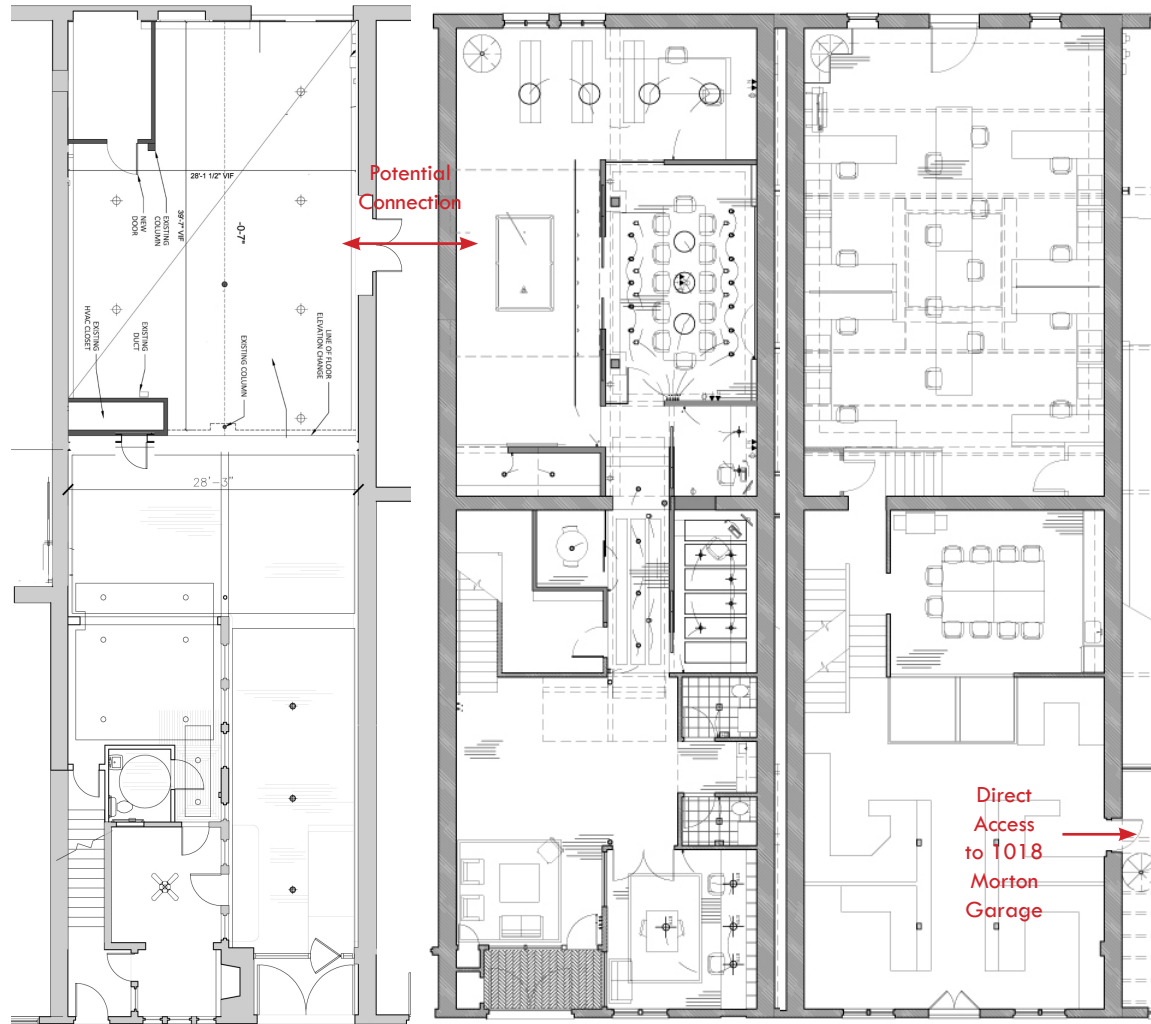 Potential
Connection
28'-1 1/2" VIF
39'-7" VIF
-0-7"
NEW
DOOR
EXISTING
COLUMN
EXISTING
HVAC CLOSET
EXISTING
DUCT
EXISTING COLUMN
LINE OF FLOOR
ELEVATION CHANGE
28'-3"
Direct
Access
to 1018
Morton
Garage